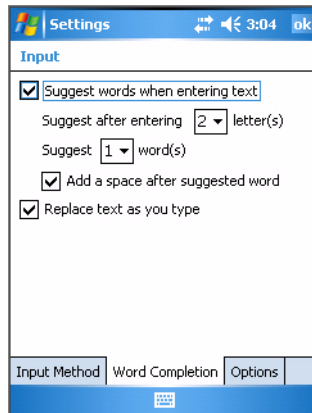 Settings 3:04 ok
Input
Suggest words when entering text
Suggest after entering 2 letter(s)
Suggest 1 word(s)
Add a space after suggested word
Replace text as you type
Input Method Word Completion Options